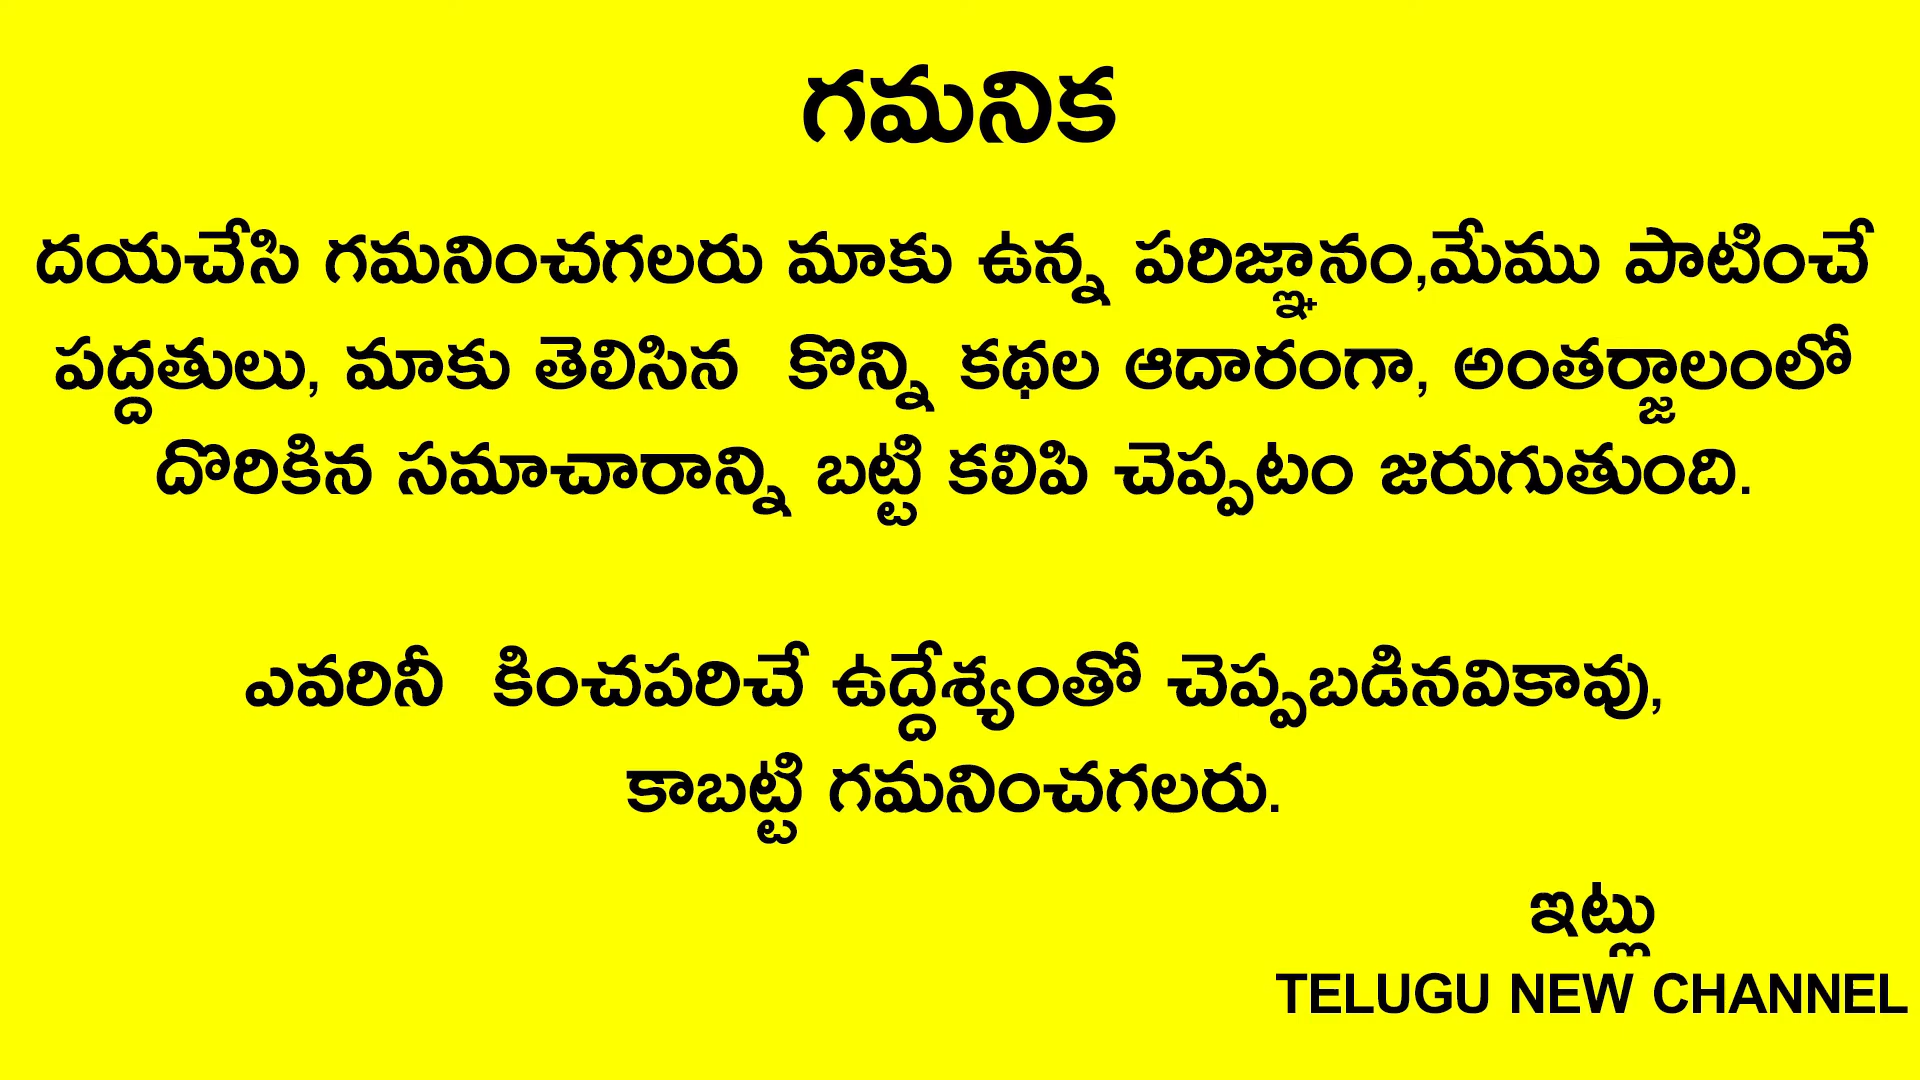 గమనిక
దయచేసి గమనించగలరు మాకు ఉన్న పరిజ్ఞానం,మేము పాటించే
పద్దతులు, మాకు తెలిసిన కొన్ని కథల ఆదారంగా, అంతర్జాలంలో
దొరికిన సమాచారాన్ని బట్టి కలిపి చెప్పటం జరుగుతుంది.
ఎవరినీ కించపరిచే ఉద్దేశ్యంతో చెప్పబడినవికావు,
కాబట్టి గమనించగలరు.
ఇట్లు
TELUGU NEW CHANNEL